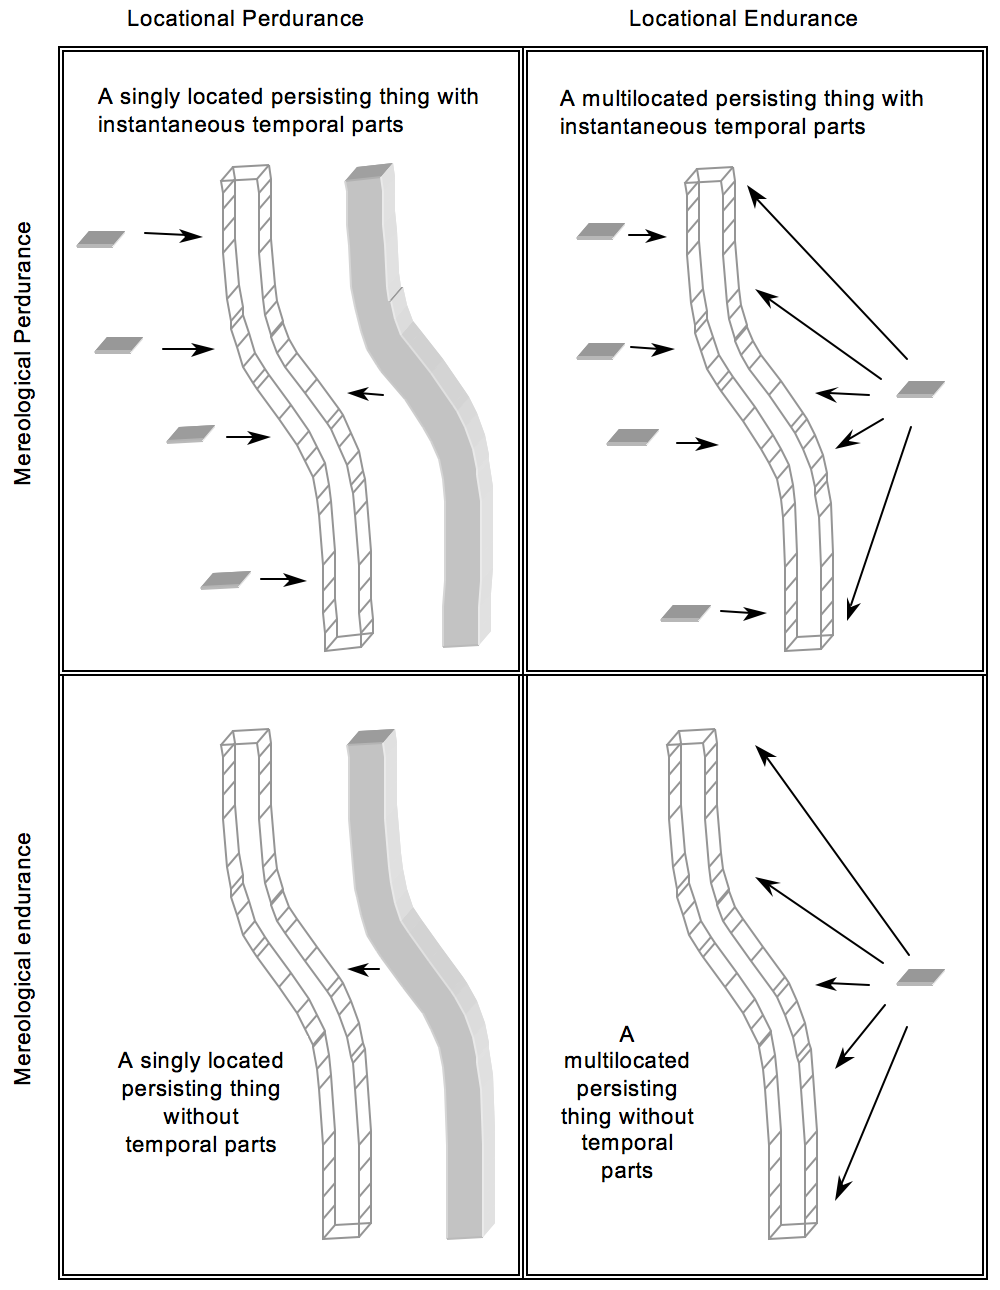 Locational Perdurance
Locational Endurance
Mereological Perdurance
A singly located persisting thing with
instantaneous temporal parts
A multilocated persisting thing with
instantaneous temporal parts
Mereological endurance
A singly located
persisting thing
without
temporal parts
A
multilocated
persisting
thing without
temporal
parts